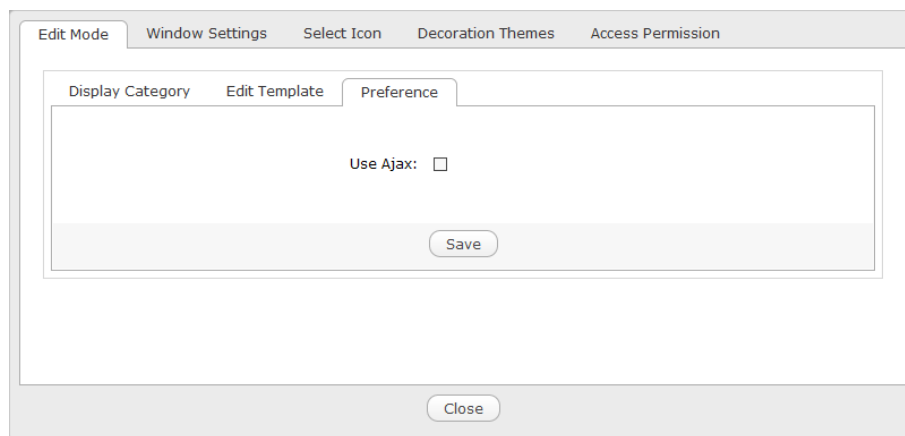 Edit Mode Window Settings Select Icon Decoration Themes Access Permission
Display Category Edit Template Preference
Use Ajax:
Save
Close